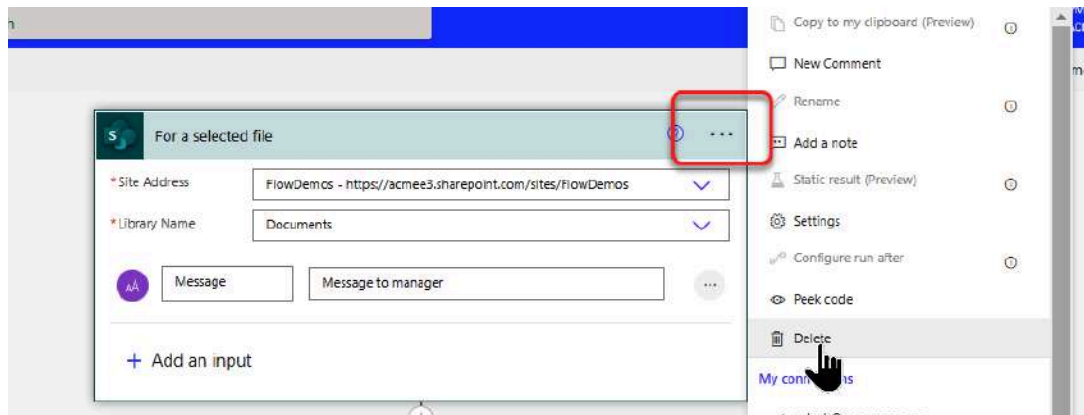 Copy to my clipboard (Preview)
New Comment
Rename
Add a note
Static result (Preview)
Settings
Configure run after
Peek code
Delete
My
S
For a selected file
*Site Address
FlowDemos - https://acmee3.sharepoint.com/sites/FlowDemos
*Library Name
Documents
AA
Message
Message to manager
+ Add an input